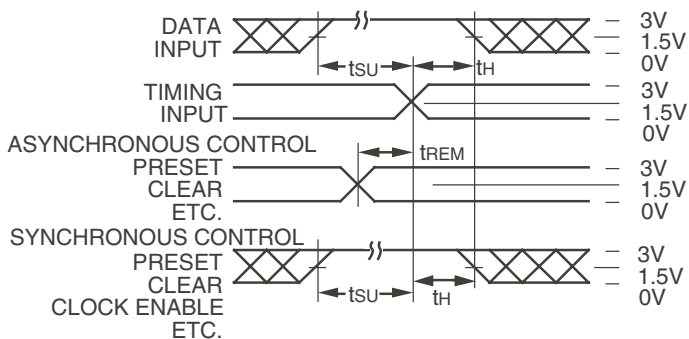 DATA
INPUT
tSU
tH
3V
1.5V
0V
TIMING
INPUT
3V
1.5V
0V
ASYNCHRONOUS CONTROL
PRESET
CLEAR
ETC.
tREM
3V
1.5V
0V
SYNCHRONOUS CONTROL
PRESET
CLEAR
CLOCK ENABLE
ETC.
tSU
tH
3V
1.5V
0V